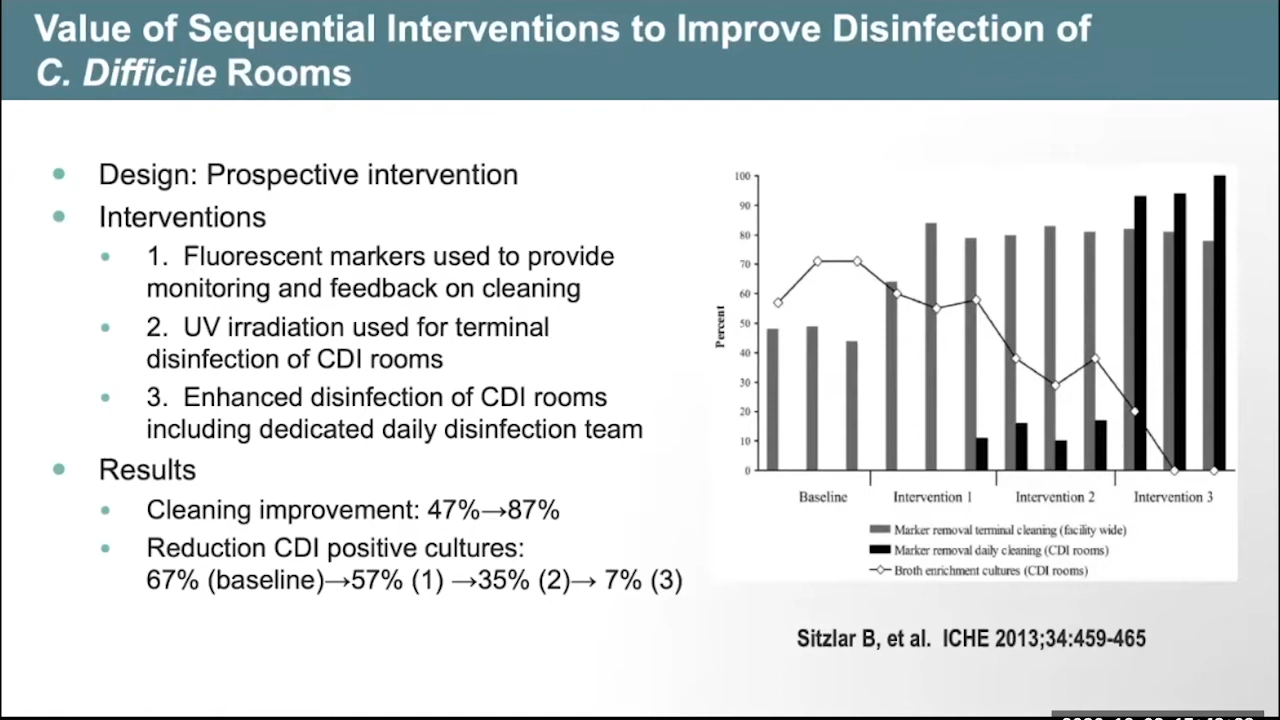 Value of Sequential Interventions to Improve Disinfection of
C. Difficile Rooms
• Design: Prospective intervention
• Interventions
• 1. Fluorescent markers used to provide
monitoring and feedback on cleaning
• 2. UV irradiation used for terminal
disinfection of CDI rooms
• 3. Enhanced disinfection of CDI rooms
including dedicated daily disinfection team
• Results
• Cleaning improvement: 47%→87%
• Reduction CDI positive cultures:
67% (baseline)→57% (1) →35% (2)→ 7% (3)
Percent
100
90
80
70
60
50
40
30
20
10
0
Baseline Intervention 1 Intervention 2 Intervention 3
Marker removal terminal cleaning (facility wide)
Marker removal daily cleaning (CDI rooms)
Broth enrichment cultures (CDI rooms)
Sitzlar B, et al. ICHE 2013;34:459-465